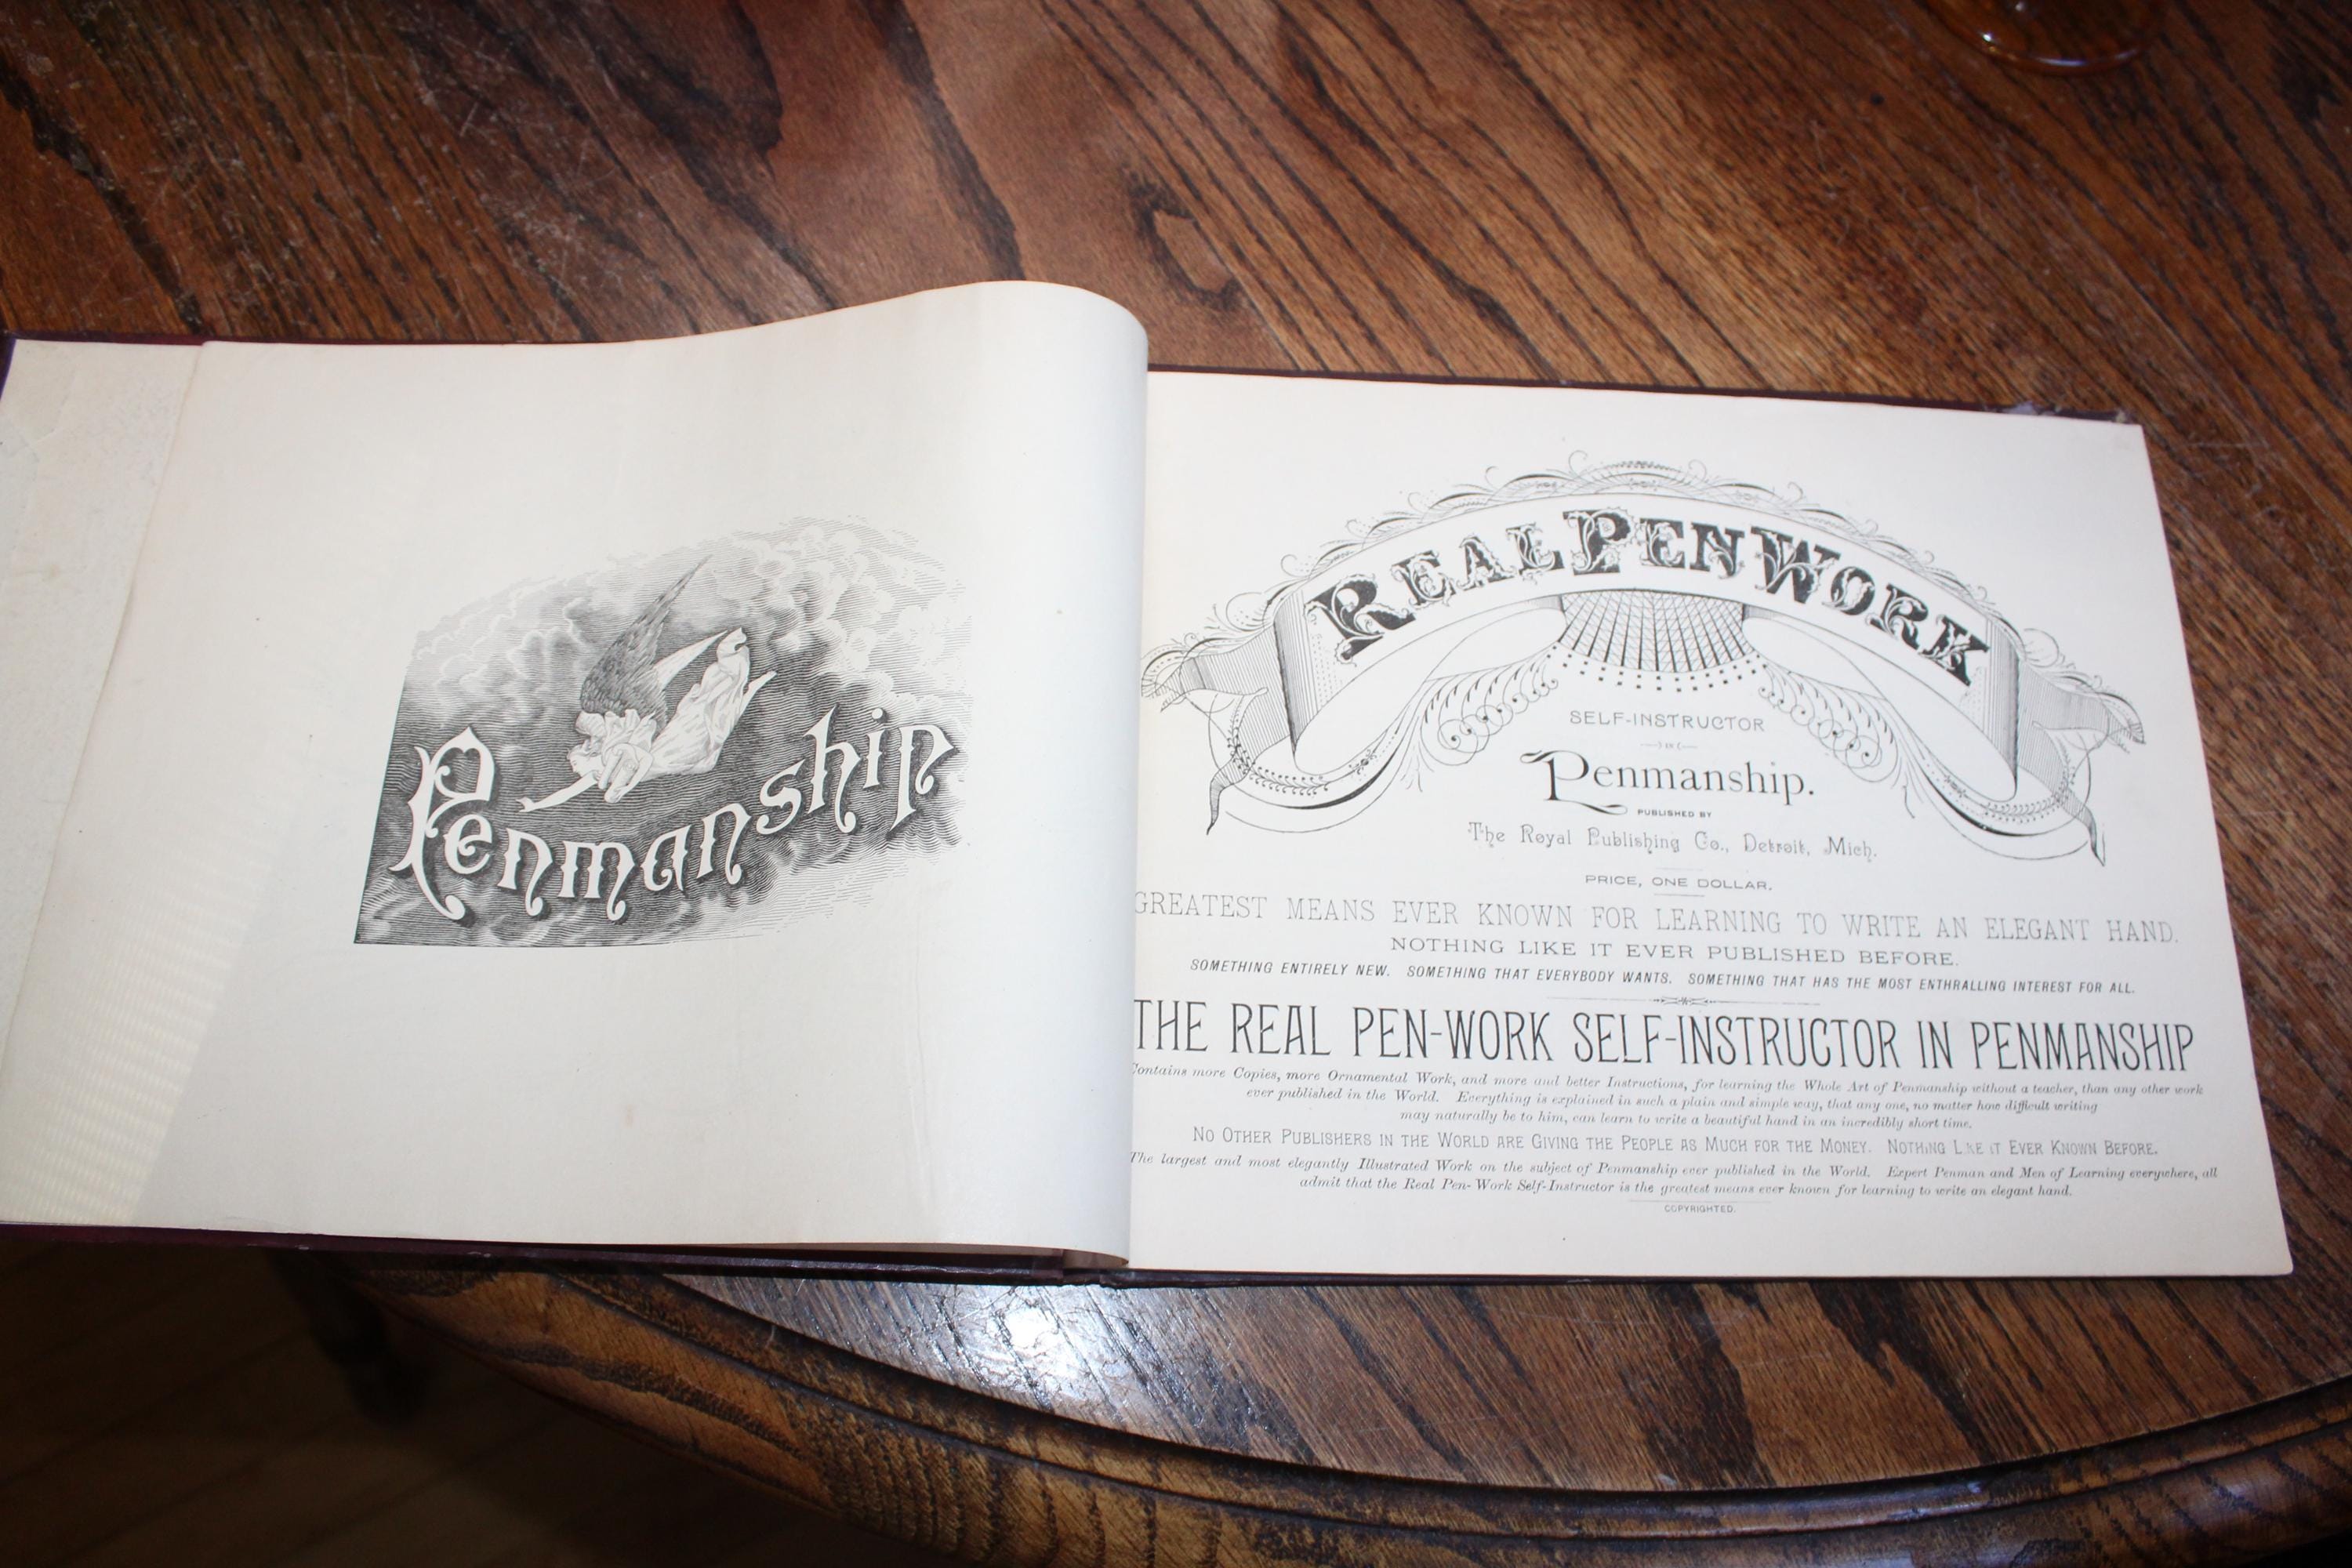 Penmanship
REAL PEN WORK
SELF-INSTRUCTOR
IN
Penmanship.
PUBLISHED BY
The Royal Publishing Co., Detroit, Mich.
PRICE, ONE DOLLAR.
GREATEST MEANS EVER KNOWN FOR LEARNING TO WRITE AN ELEGANT HAND.
NOTHING LIKE IT EVER PUBLISHED BEFORE.
SOMETHING ENTIRELY NEW. SOMETHING THAT EVERYBODY WANTS. SOMETHING THAT HAS THE MOST ENTHRALLING INTEREST FOR ALL.
THE REAL PEN-WORK SELF-INSTRUCTOR IN PENMANSHIP
Contains more Copies, more Ornamental Work, and more and better Instructions, for learning the Whole Art of Penmanship without a teacher, than any other work
ever published in the World. Everything is explained in such a plain and simple way, that any one, no matter how difficult writing
may naturally be to him, can learn to write a beautiful hand in an incredibly short time.
NO OTHER PUBLISHERS IN THE WORLD ARE GIVING THE PEOPLE AS MUCH FOR THE MONEY. NOTHING LIKE IT EVER KNOWN BEFORE.
The largest and most elegantly Illustrated Work on the subject of Penmanship ever published in the World. Expert Penman and Men of Learning everywhere, all
admit that the Real Pen-Work Self-Instructor is the greatest means ever known for learning to write an elegant hand.
COPYRIGHTED.